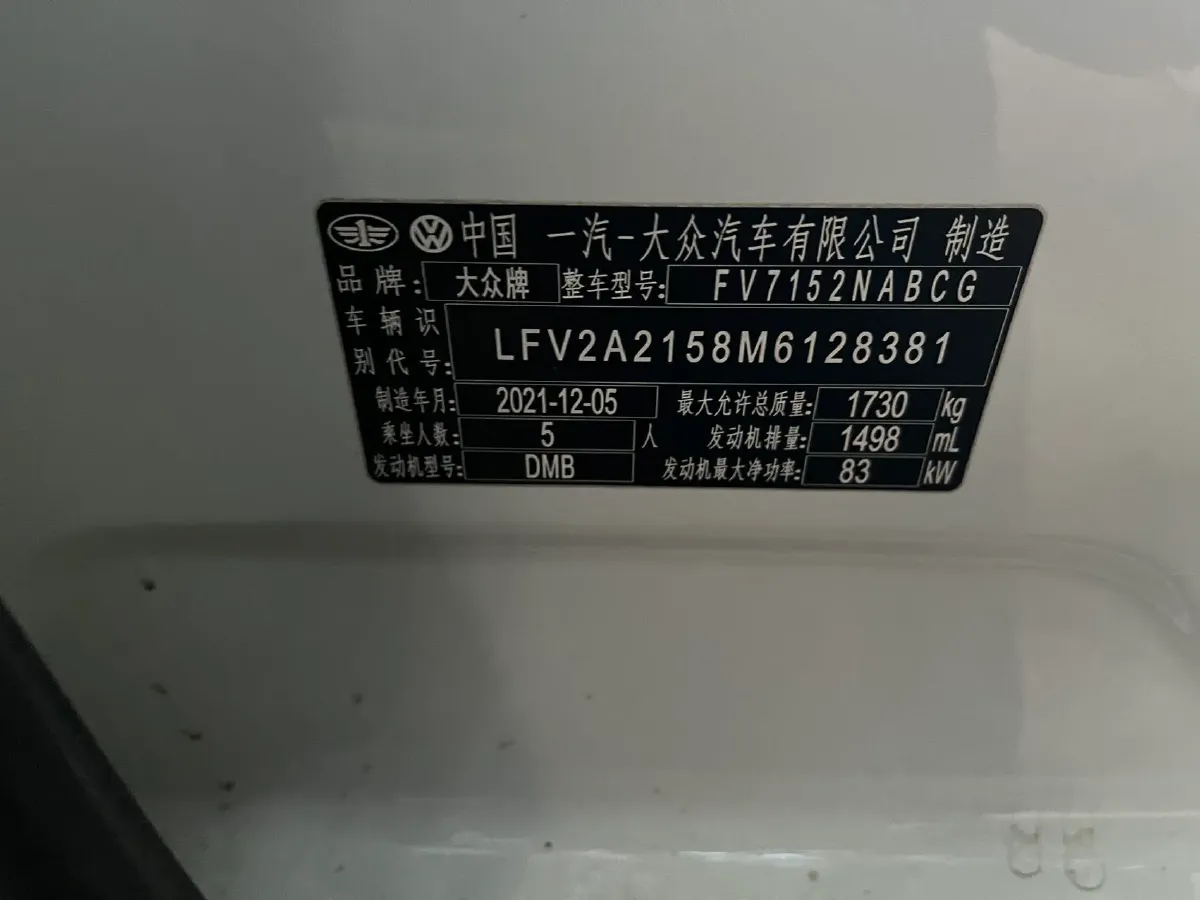 中国 一汽-大众汽车有限公司 制造
品牌: 大众牌 整车型号: FV7152NABCG
车辆识
别代号: LFV2A2158M6128381
制造年月: 2021-12-05 最大允许总质量: 1730 kg
乘坐人数: 5 人 发动机排量: 1498 mL
发动机型号: DMB 发动机最大净功率: 83 kW